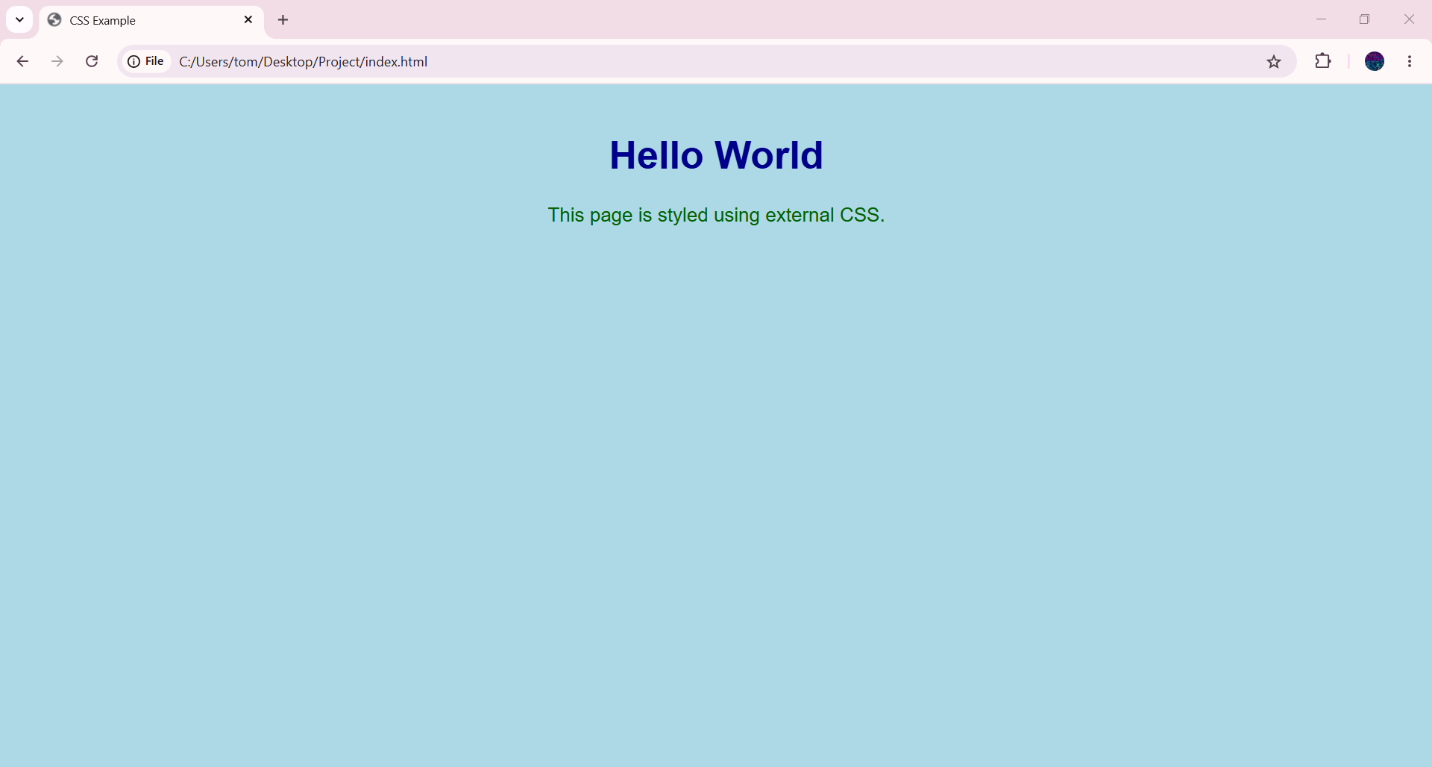 CSS Example
File C:/Users/tom/Desktop/Project/index.html
Hello World
This page is styled using external CSS.